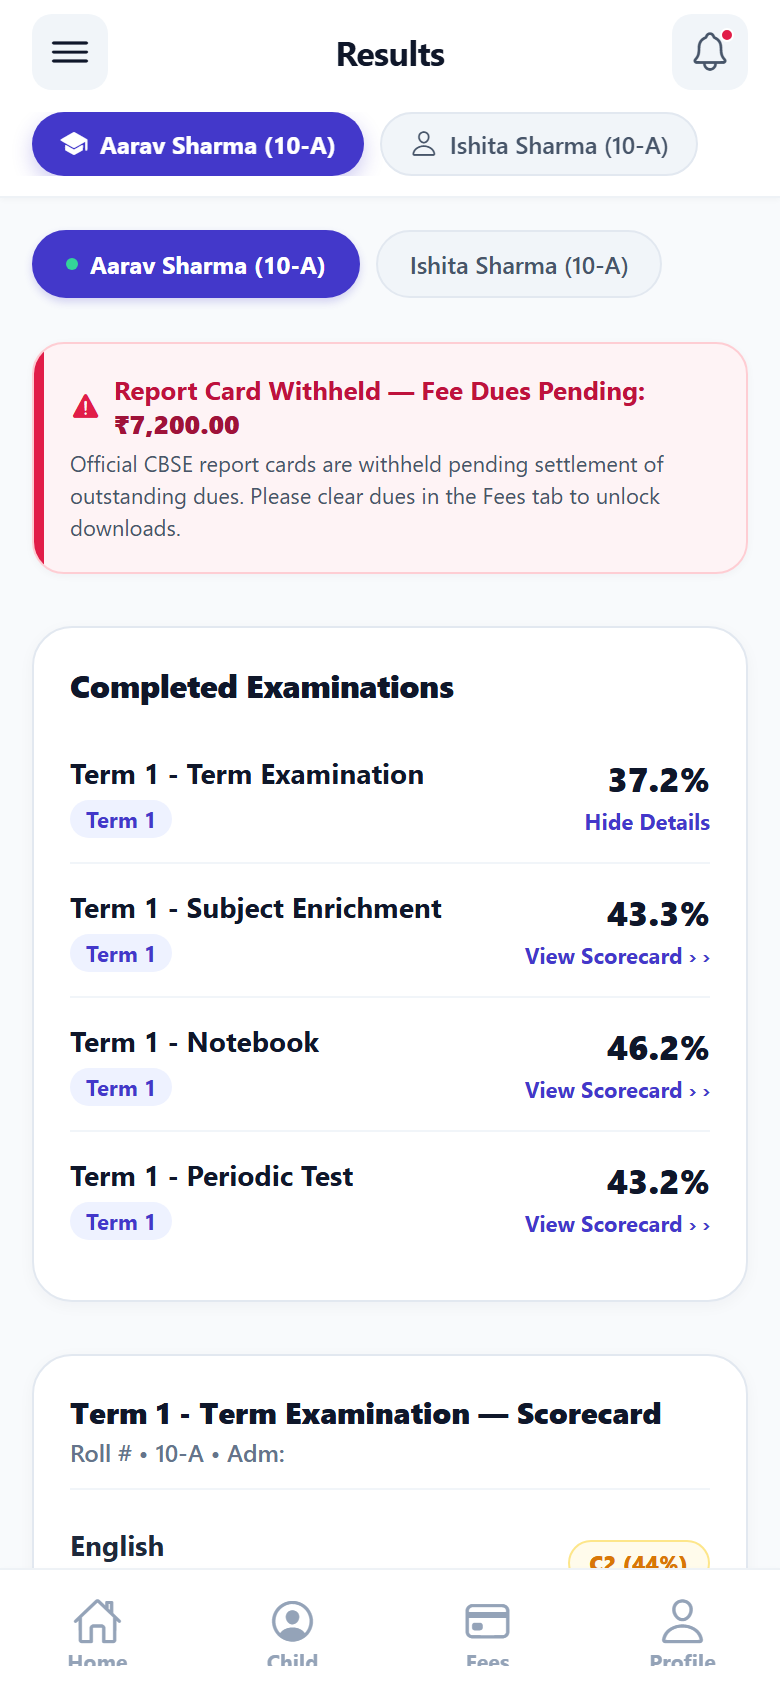 Results
Aarav Sharma (10-A)
Ishita Sharma (10-A)
Aarav Sharma (10-A)
Ishita Sharma (10-A)
Report Card Withheld — Fee Dues Pending:
₹7,200.00
Official CBSE report cards are withheld pending settlement of
outstanding dues. Please clear dues in the Fees tab to unlock
downloads.
Completed Examinations
Term 1 - Term Examination
37.2%
Term 1
Hide Details
Term 1 - Subject Enrichment
43.3%
Term 1
View Scorecard › ›
Term 1 - Notebook
46.2%
Term 1
View Scorecard › ›
Term 1 - Periodic Test
43.2%
Term 1
View Scorecard › ›
Term 1 - Term Examination — Scorecard
Roll # • 10-A • Adm:
English
C2 (44%)
Home
Child
Fees
Profile